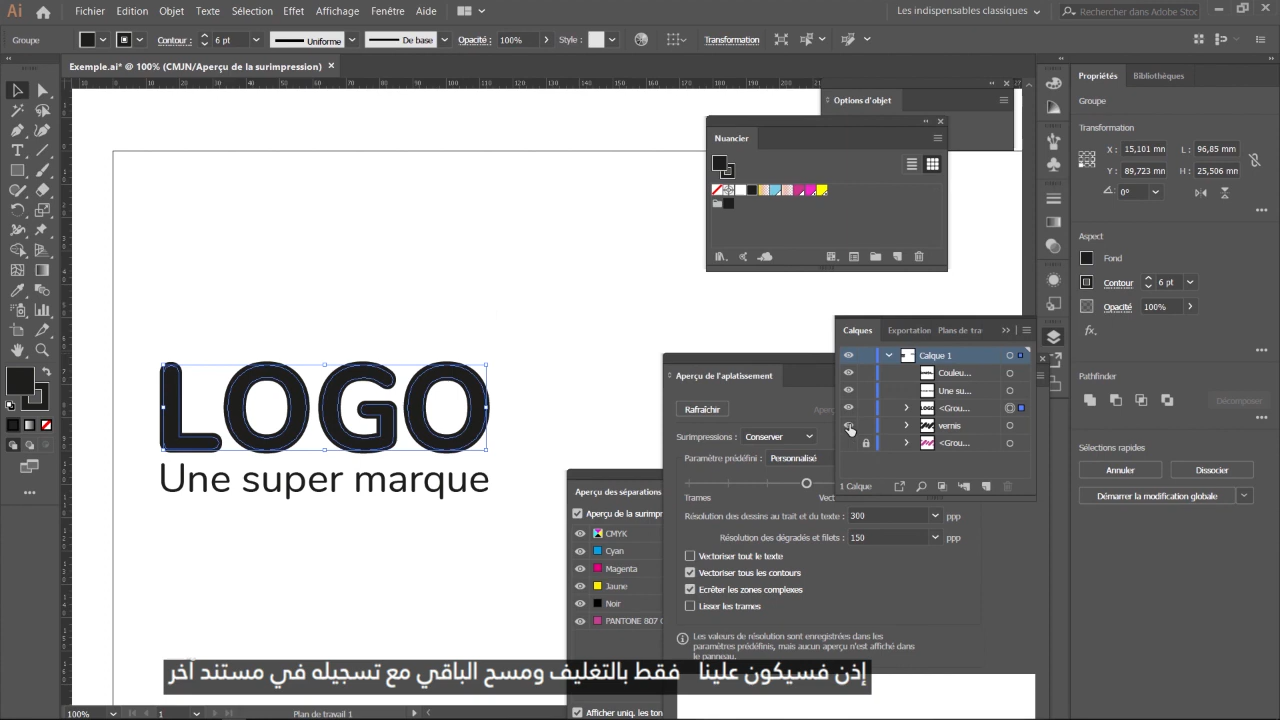 Ai Fichier Edition Objet Texte Sélection Effet Affichage Fenêtre Aide Les indispensables classiques Rechercher dans Adobe Stoc
Groupe Contour : 6 pt Uniforme De base Opacité : 100% Style : Transformation
Exemple.ai* @ 100% (CMJN/Aperçu de la surimpression)
Options d'objet
Nuancier
LOGO
Une super marque
Propriétés Bibliothèques
Groupe
Transformation
X : 15,101 mn L : 96,85 mm
Y : 89,723 mm H : 25,506 mm
0°
Aspect
Fond
Contour 6 pt
Opacité 100%
fx.
Pathfinder
Décomposer
Sélections rapides
Annuler Dissocier
Démarrer la modification globale
Calques Exportation Plans de tra
Calque 1
Couleu...
Une su...
<Grou...
vernis
<Grou...
1 Calque
Aperçu de l'aplatissement
Rafraîchir
Surimpressions : Conserver
Paramètre prédéfini : Personnalisé
Trames Vect
Résolution des dessins au trait et du texte : 300 ppp
Résolution des dégradés et filets : 150 ppp
Vectoriser tout le texte
Vectoriser tous les contours
Ecrêter les zones complexes
Lisser les trames
Les valeurs de résolution sont enregistrées dans les
paramètres prédéfinis, mais aucun aperçu n'est affiché dans
le panneau.
Aperçu des séparations
Aperçu de la surimpr
CMYK
Cyan
Magenta
Jaune
Noir
PANTONE 807 C
Afficher uniq. les ton
إذن فسيكون علينا فقط بالتغليف ومسح الباقي مع تسجيله في مستند آخر
100% 1 Plan de travail 1